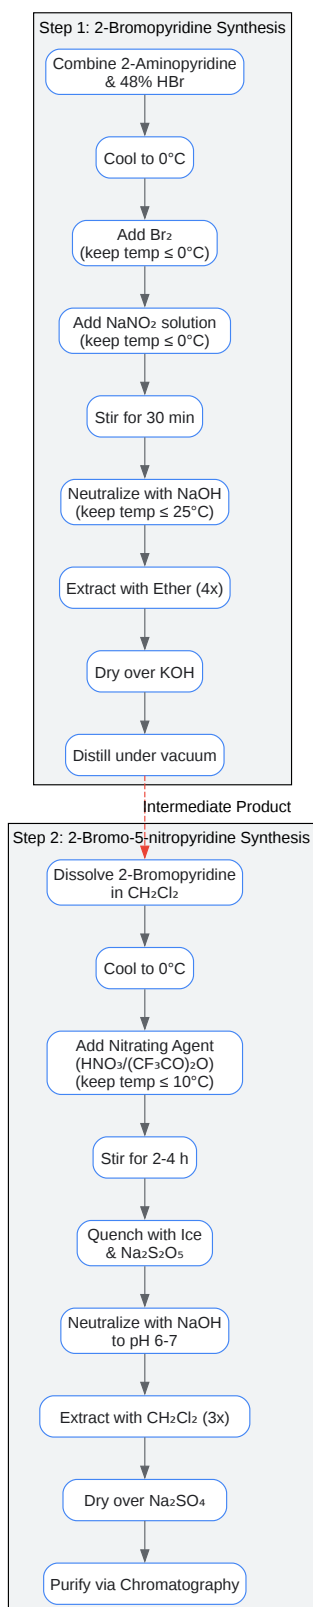 Step 1: 2-Bromopyridine Synthesis
Combine 2-Aminopyridine
& 48% HBr
Cool to 0°C
Add Br₂
(keep temp ≤ 0°C)
Add NaNO₂ solution
(keep temp ≤ 0°C)
Stir for 30 min
Neutralize with NaOH
(keep temp ≤ 25°C)
Extract with Ether (4x)
Dry over KOH
Distill under vacuum
Intermediate Product
Step 2: 2-Bromo-5-nitropyridine Synthesis
Dissolve 2-Bromopyridine
in CH₂Cl₂
Cool to 0°C
Add Nitrating Agent
(HNO₃/(CF₃CO)₂O)
(keep temp ≤ 10°C)
Stir for 2-4 h
Quench with Ice
& Na₂S₂O₅
Neutralize with NaOH
to pH 6-7
Extract with CH₂Cl₂ (3x)
Dry over Na₂SO₄
Purify via Chromatography